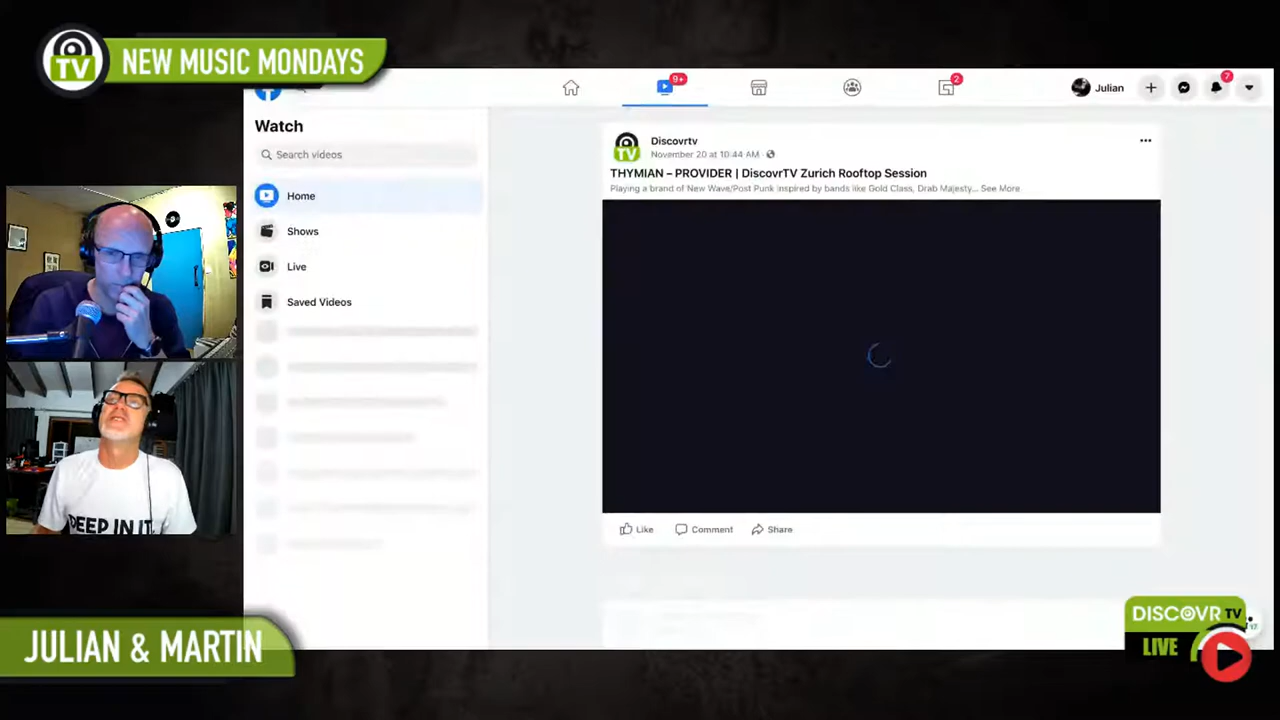 TV
NEW MUSIC MONDAYS
9+
2
Julian
7
Watch
Search videos
Home
Shows
Live
Saved Videos
TV
Discovrtv
November 20 at 10:44 AM ·
THYMIAN – PROVIDER | DiscovrTV Zurich Rooftop Session
Playing a brand of New Wave/Post Punk inspired by bands like Gold Class, Drab Majesty... See More
Like
Comment
Share
DEEP IN IT
JULIAN & MARTIN
DISCOVR TV
LIVE